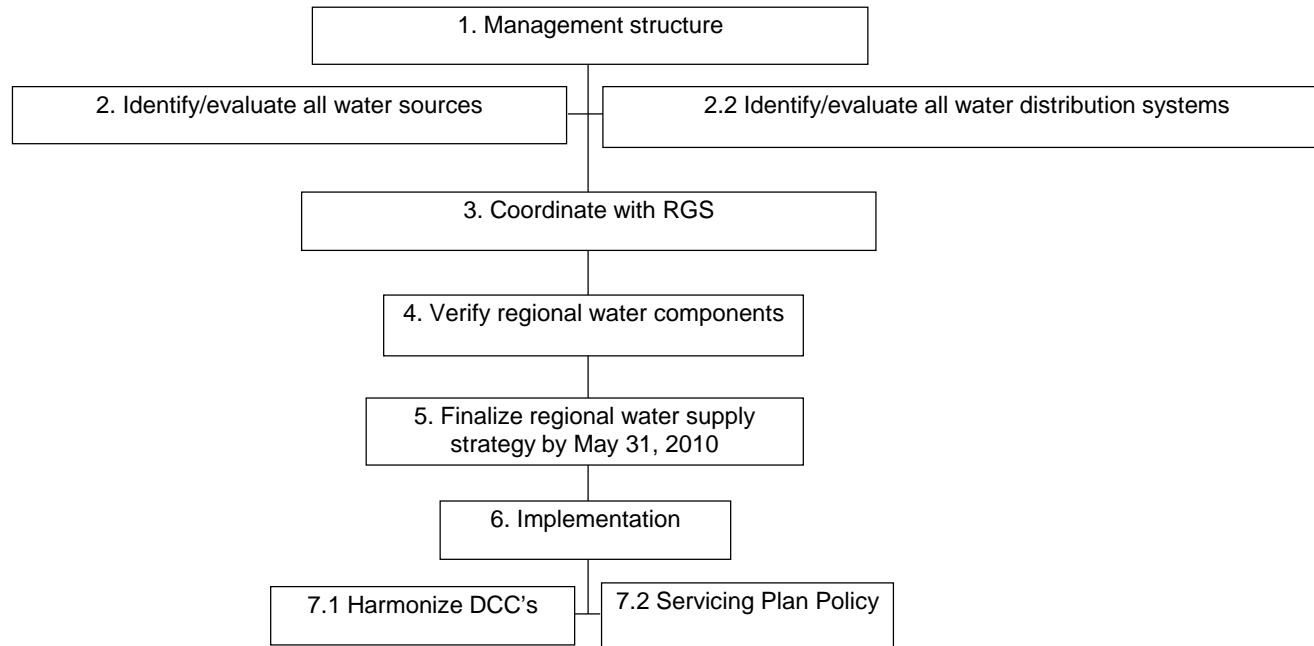 1. Management structure
2. Identify/evaluate all water sources
2.2 Identify/evaluate all water distribution systems
3. Coordinate with RGS
4. Verify regional water components
5. Finalize regional water supply
strategy by May 31, 2010
6. Implementation
7.1 Harmonize DCC's
7.2 Servicing Plan Policy